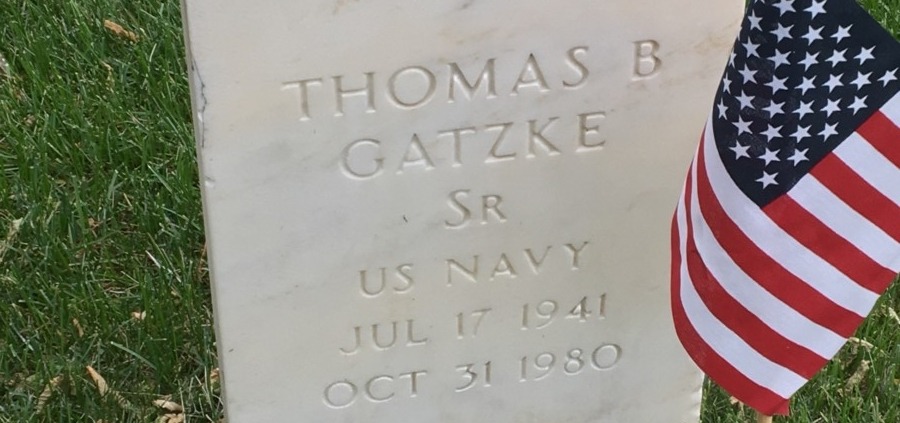 THOMAS B
GATZKE
SR
US NAVY
JUL 17 1941
OCT 31 1980